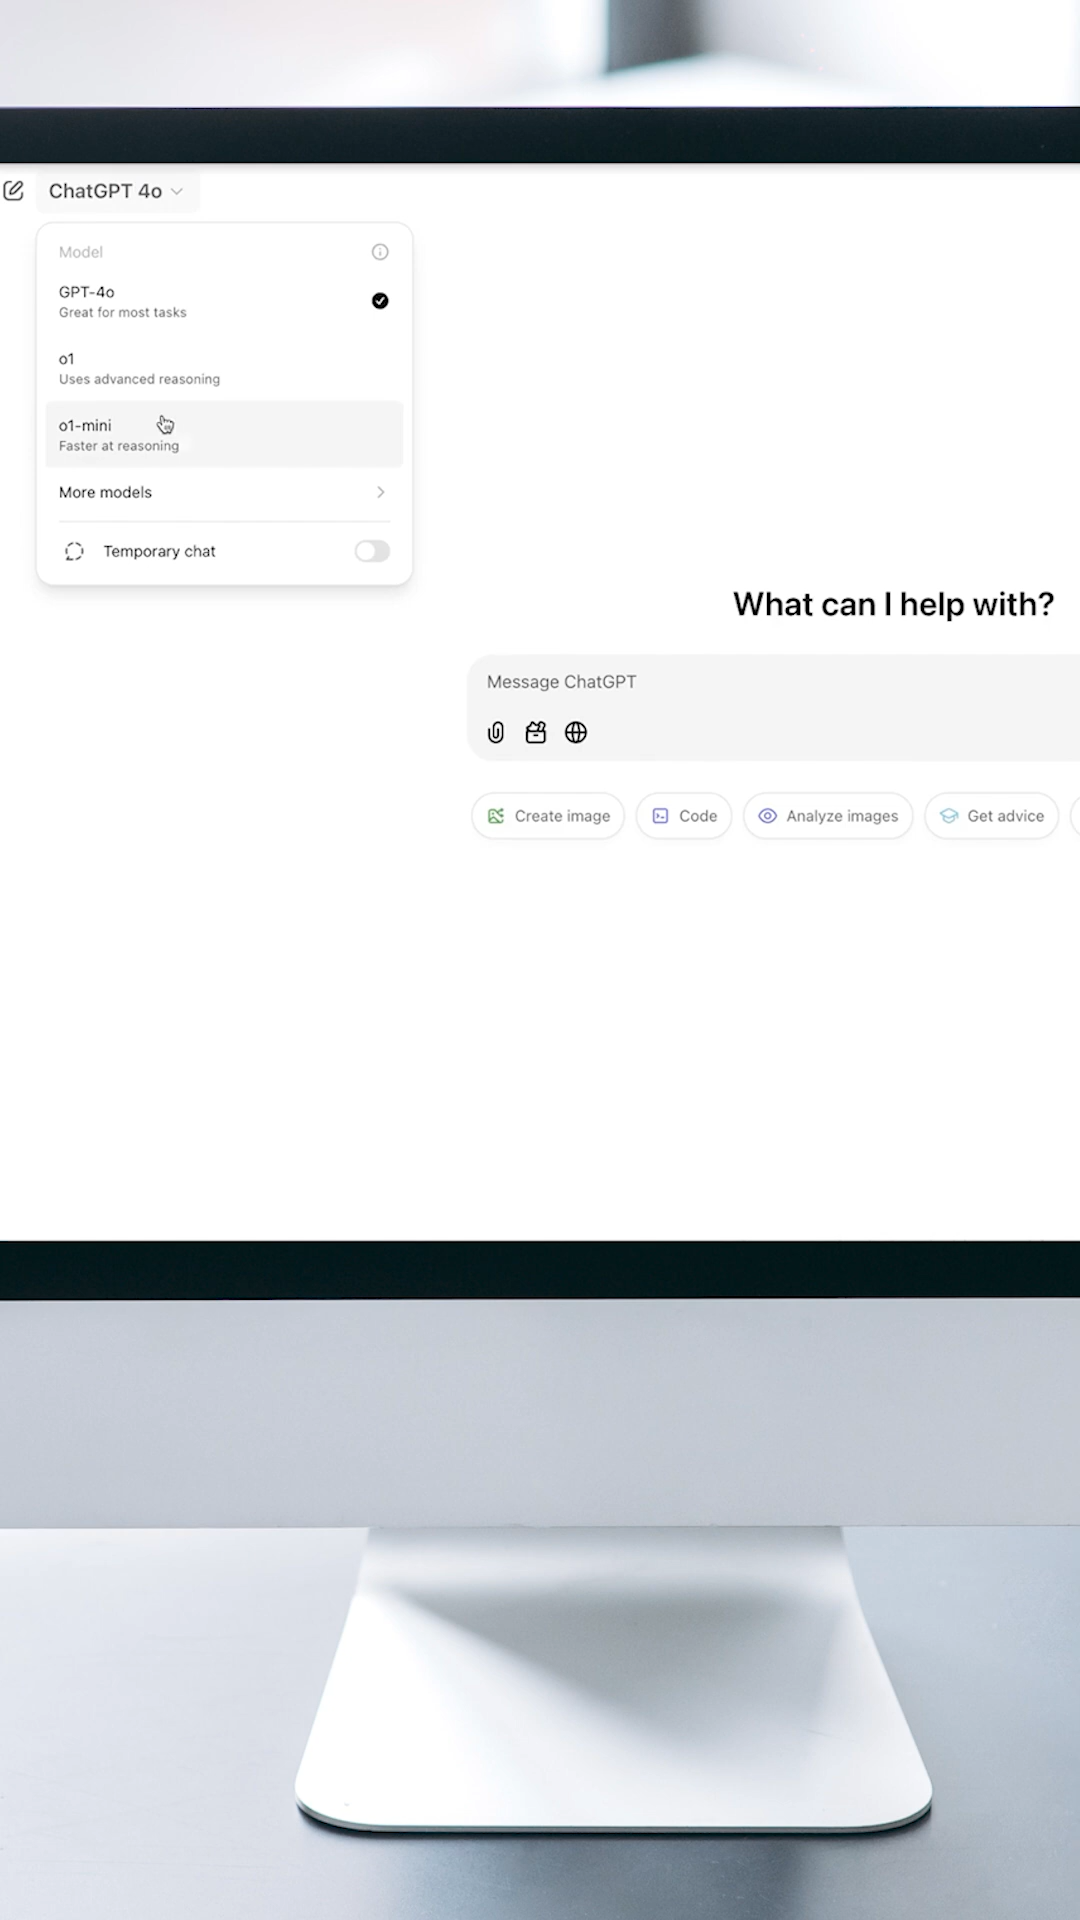 ChatGPT 4o
Model
GPT-4o
Great for most tasks
o1
Uses advanced reasoning
o1-mini
Faster at reasoning
More models
Temporary chat
What can I help with?
Message ChatGPT
Create image
Code
Analyze images
Get advice